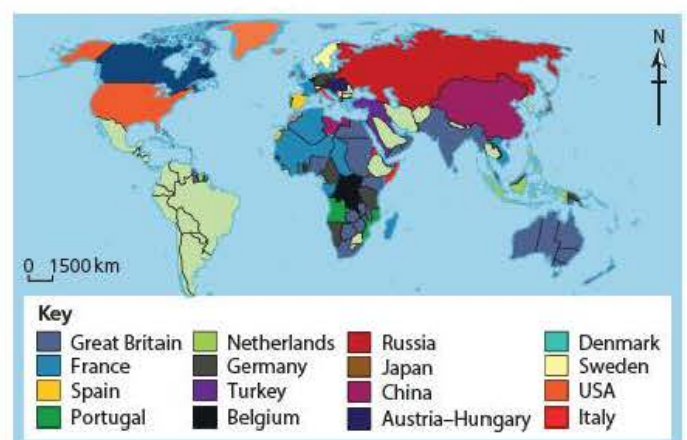 N
0 1500 km
Key
Great Britain Netherlands Russia Denmark
France Germany Japan Sweden
Spain Turkey China USA
Portugal Belgium Austria–Hungary Italy